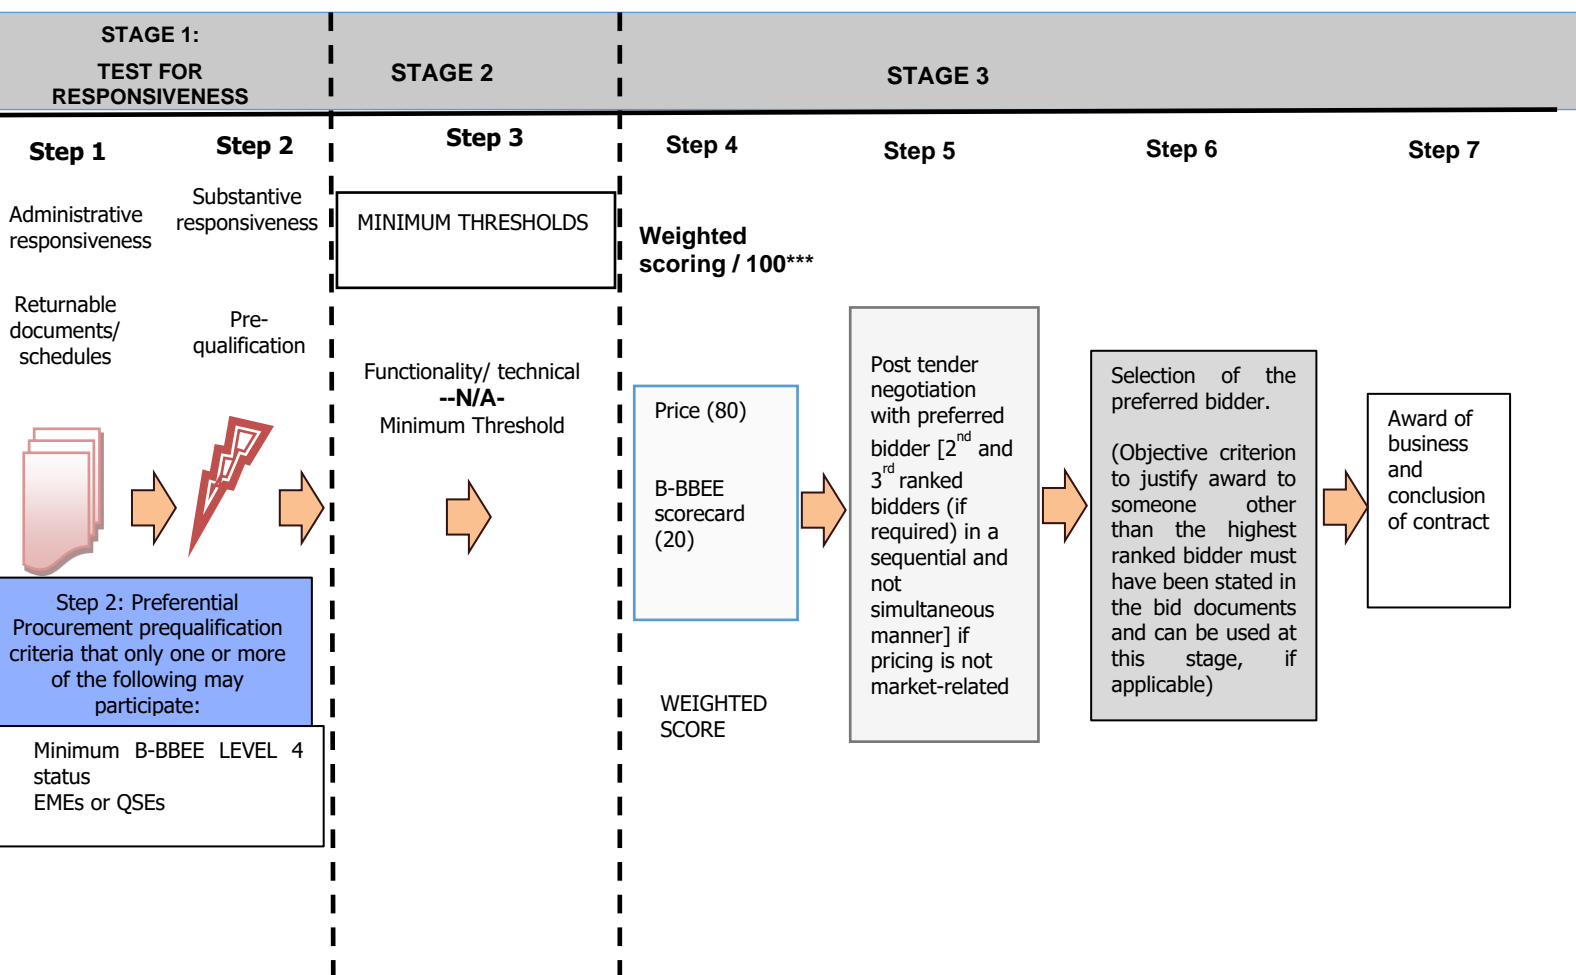 STAGE 1:
TEST FOR
RESPONSIVENESS
STAGE 2
STAGE 3
Step 1
Step 2
Step 3
Step 4
Step 5
Step 6
Step 7
Administrative
responsiveness
Returnable
documents/
schedules
Substantive
responsiveness
Pre-
qualification
Step 2: Preferential
Procurement prequalification
criteria that only one or more
of the following may
participate:
Minimum B-BBEE LEVEL 4
status
EMEs or QSEs
MINIMUM THRESHOLDS
Functionality/ technical
--N/A-
Minimum Threshold
Weighted
scoring / 100***
Price (80)
B-BBEE
scorecard
(20)
WEIGHTED
SCORE
Post tender
negotiation
with preferred
bidder [2nd and
3rd ranked
bidders (if
required) in a
sequential and
not
simultaneous
manner] if
pricing is not
market-related
Selection of the
preferred bidder.
(Objective criterion
to justify award to
someone other
than the highest
ranked bidder must
have been stated in
the bid documents
and can be used at
this stage, if
applicable)
Award of
business
and
conclusion
of contract